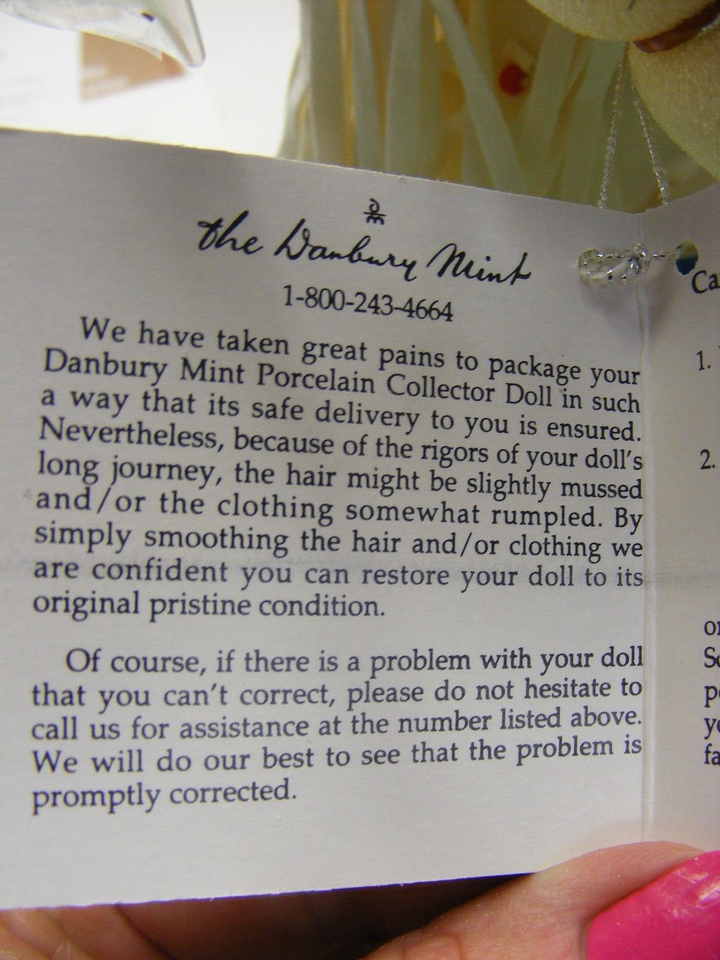 the Danbury Mint
1-800-243-4664
We have taken great pains to package your
Danbury Mint Porcelain Collector Doll in such
a way that its safe delivery to you is ensured.
Nevertheless, because of the rigors of your doll's
long journey, the hair might be slightly mussed
and/or the clothing somewhat rumpled. By
simply smoothing the hair and/or clothing we
are confident you can restore your doll to its
original pristine condition.
Of course, if there is a problem with your doll
that you can't correct, please do not hesitate to
call us for assistance at the number listed above.
We will do our best to see that the problem is
promptly corrected.
1.
2.